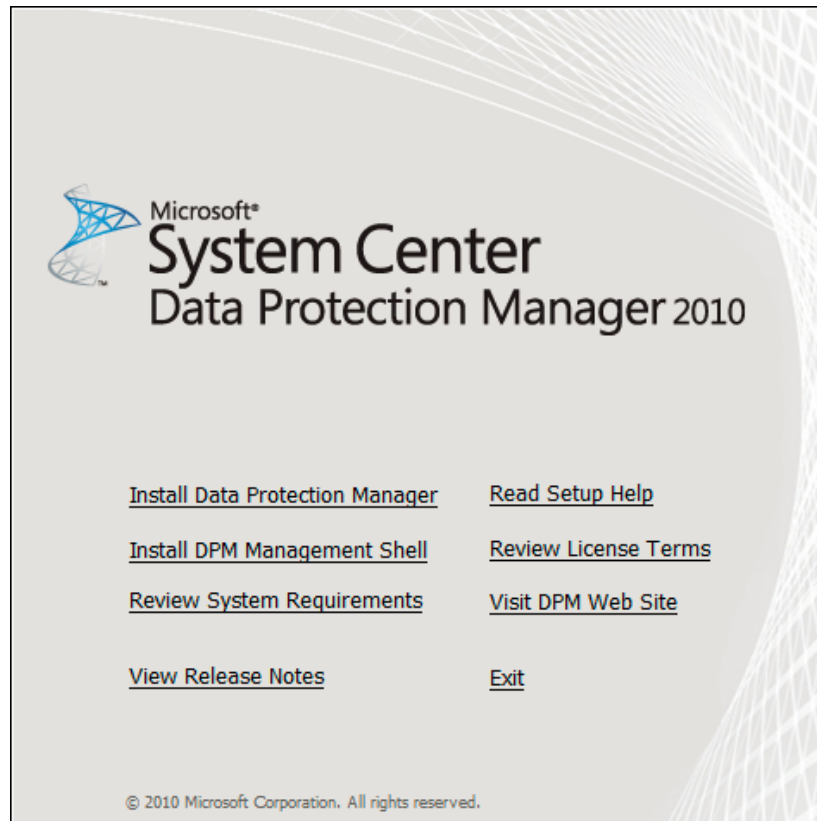 Microsoft®
System Center
Data Protection Manager 2010
Install Data Protection Manager
Read Setup Help
Install DPM Management Shell
Review License Terms
Review System Requirements
Visit DPM Web Site
View Release Notes
Exit
© 2010 Microsoft Corporation. All rights reserved.